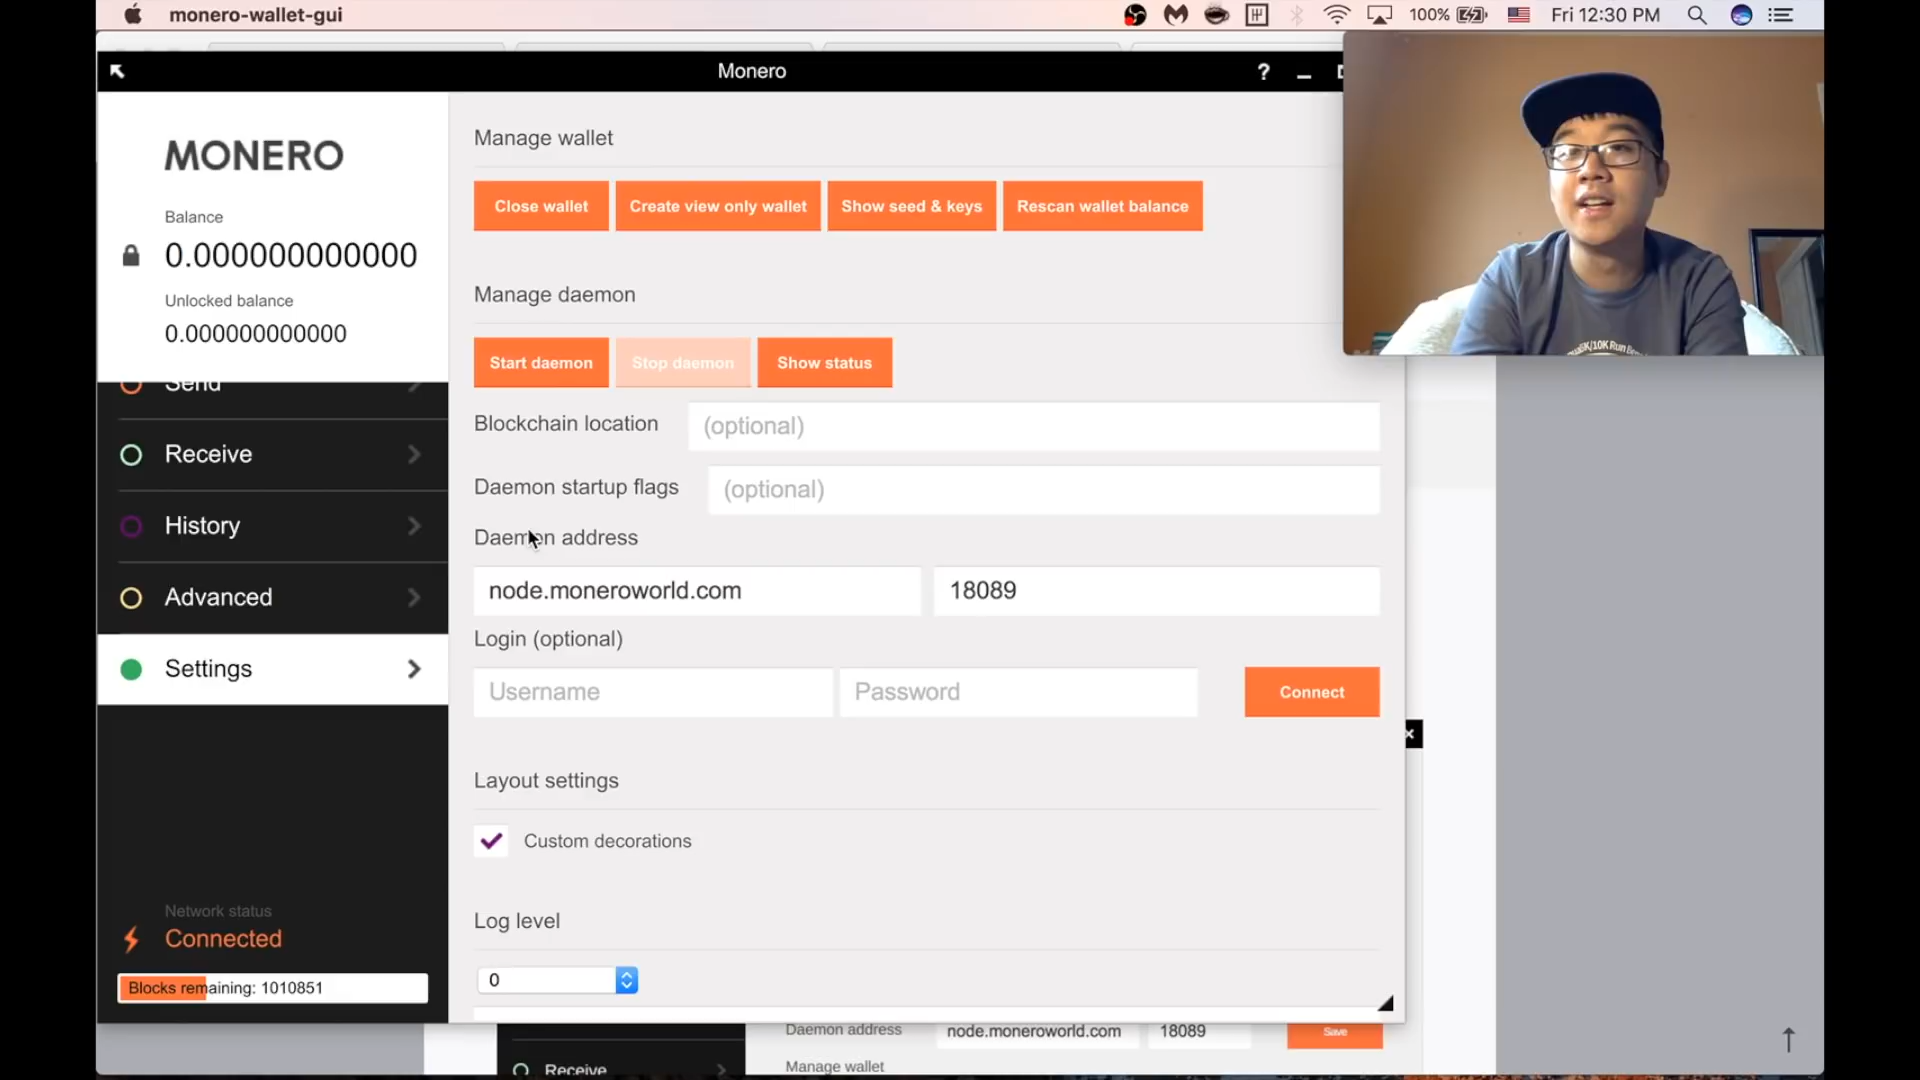 monero-wallet-gui
100%
Fri 12:30 PM
Monero
?
MONERO
Balance
0.000000000000
Unlocked balance
0.000000000000
Send
Receive
History
Advanced
Settings
Network status
Connected
Blocks remaining: 1010851
Manage wallet
Close wallet
Create view only wallet
Show seed & keys
Rescan wallet balance
Manage daemon
Start daemon
Stop daemon
Show status
Blockchain location
(optional)
Daemon startup flags
(optional)
Daemon address
node.moneroworld.com
18089
Login (optional)
Username
Password
Connect
Layout settings
Custom decorations
Log level
0
Daemon address
node.moneroworld.com
18089
Save
Manage wallet
Receive